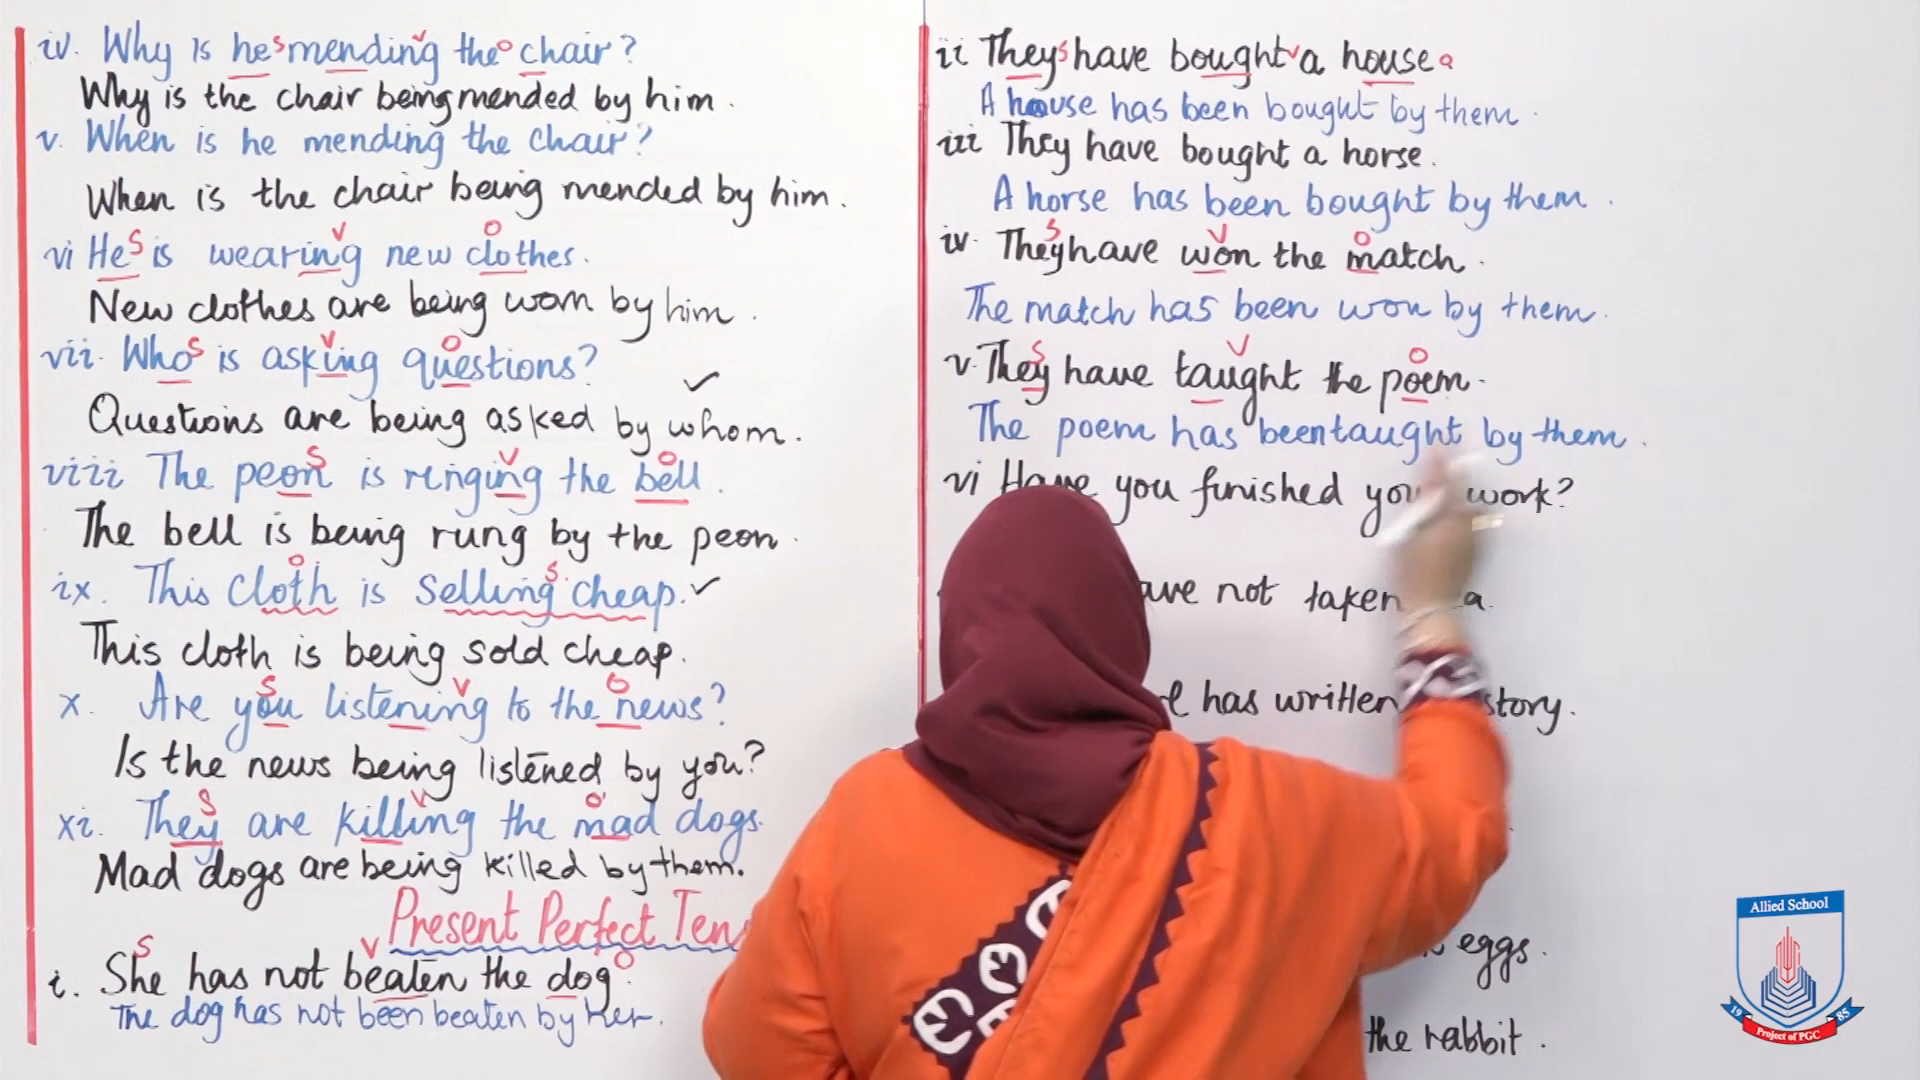 iv. Why is he mending the chair?
Why is the chair being mended by him.
v. When is he mending the chair?
When is the chair being mended by him.
vi He is wearing new clothes.
New clothes are being worn by him.
vii. Who is asking questions?
Questions are being asked by whom.
viii The peon is ringing the bell.
The bell is being rung by the peon.
ix. This Cloth is Selling cheap.
This cloth is being sold cheap.
x. Are you listening to the news?
Is the news being listened by you?
xi. They are killing the mad dogs.
Mad dogs are being killed by them.
Present Perfect
i. She has not beaten the dog.
The dog has not been beaten by her.
ii They have bought a house
A house has been bought by them.
iii They have bought a horse.
A horse has been bought by them.
iv. They have won the match.
The match has been won by them.
v. They have taught the poem.
The poem has been taught by them.
vi Have you finished work?
not taken
has written story.
eggs.
the rabbit.
Allied School
1985
Project of PGC